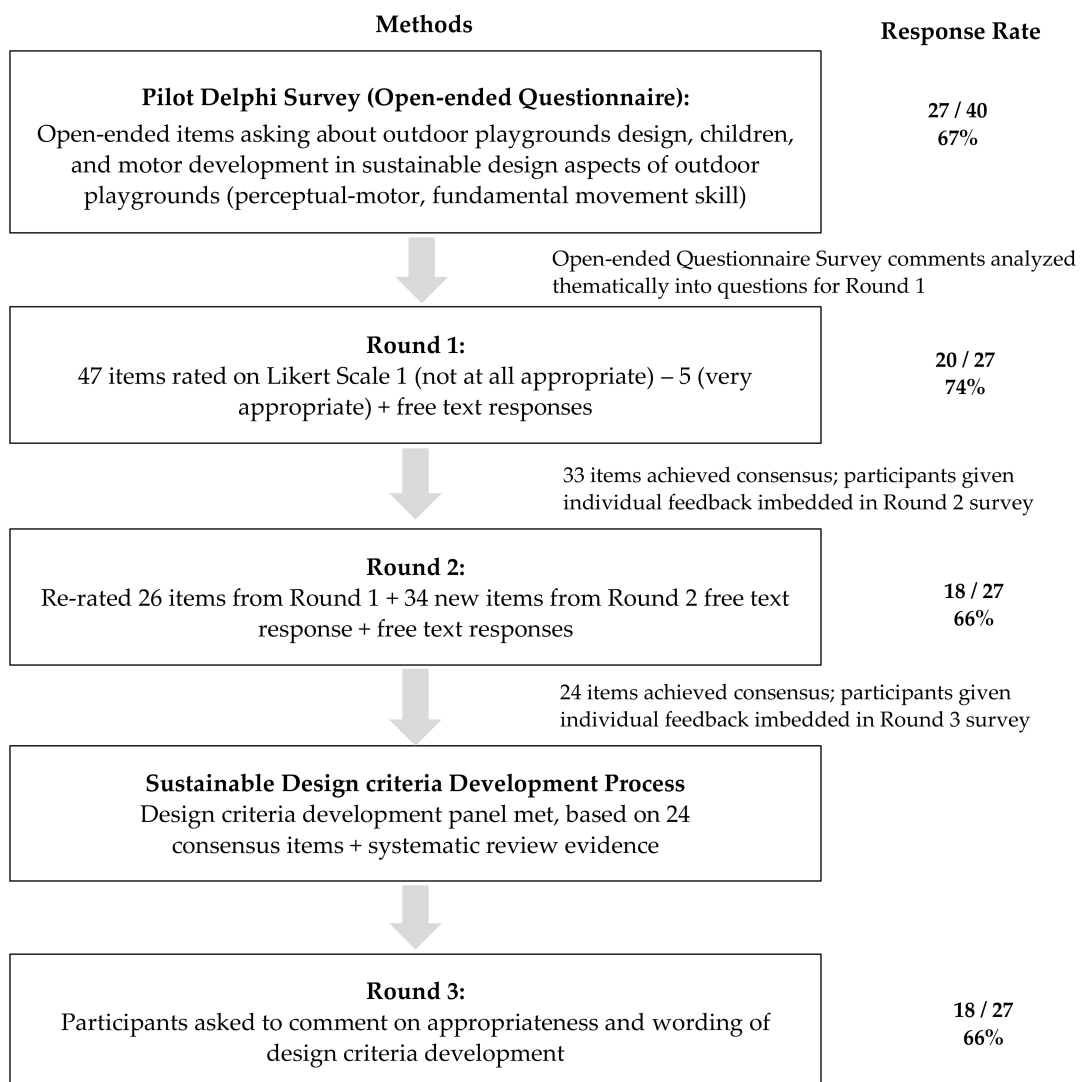 Methods
Response Rate
Pilot Delphi Survey (Open-ended Questionnaire):
Open-ended items asking about outdoor playgrounds design, children,
and motor development in sustainable design aspects of outdoor
playgrounds (perceptual-motor, fundamental movement skill)
27 / 40
67%
Open-ended Questionnaire Survey comments analyzed
thematically into questions for Round 1
Round 1:
47 items rated on Likert Scale 1 (not at all appropriate) – 5 (very
appropriate) + free text responses
20 / 27
74%
33 items achieved consensus; participants given
individual feedback imbedded in Round 2 survey
Round 2:
Re-rated 26 items from Round 1 + 34 new items from Round 2 free text
response + free text responses
18 / 27
66%
24 items achieved consensus; participants given
individual feedback imbedded in Round 3 survey
Sustainable Design criteria Development Process
Design criteria development panel met, based on 24
consensus items + systematic review evidence
Round 3:
Participants asked to comment on appropriateness and wording of
design criteria development
18 / 27
66%